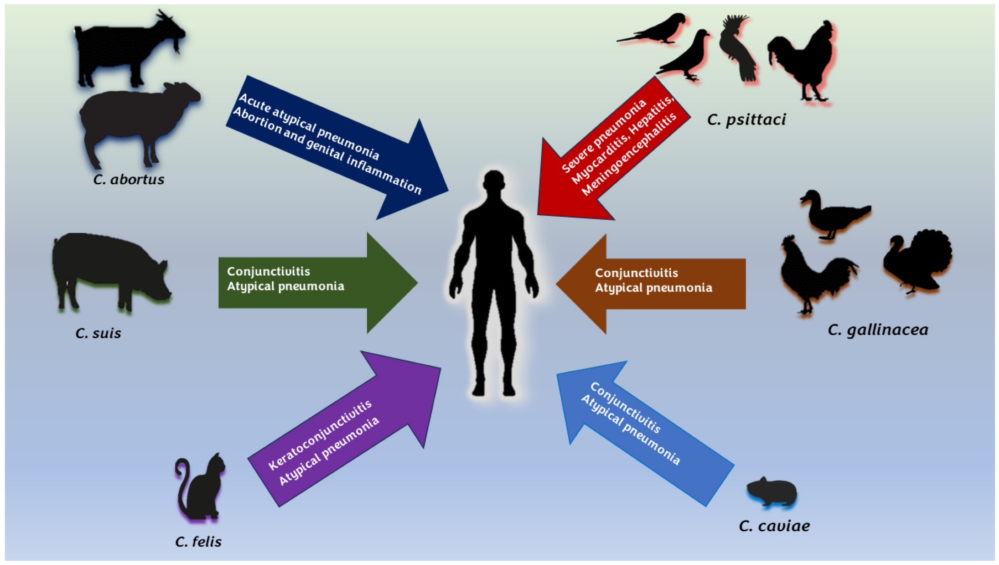 Acute atypical pneumonia
Abortion and genital inflammation
C. abortus
Severe pneumonia
Myocarditis, Hepatitis,
Meningoencephalitis
C. psittaci
Conjunctivitis
Atypical pneumonia
C. suis
Conjunctivitis
Atypical pneumonia
C. gallinacea
Keratoconjunctivitis
Atypical pneumonia
C. felis
Conjunctivitis
Atypical pneumonia
C. caviae